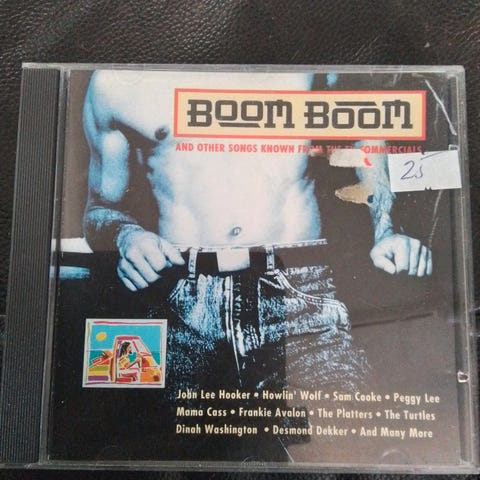 BOOM BOOM
AND OTHER SONGS KNOWN FROM THE TV COMMERCIALS
25
John Lee Hooker • Howlin' Wolf • Sam Cooke • Peggy Lee
Mama Cass • Frankie Avalon • The Platters • The Turtles
Dinah Washington • Desmond Dekker • And Many More